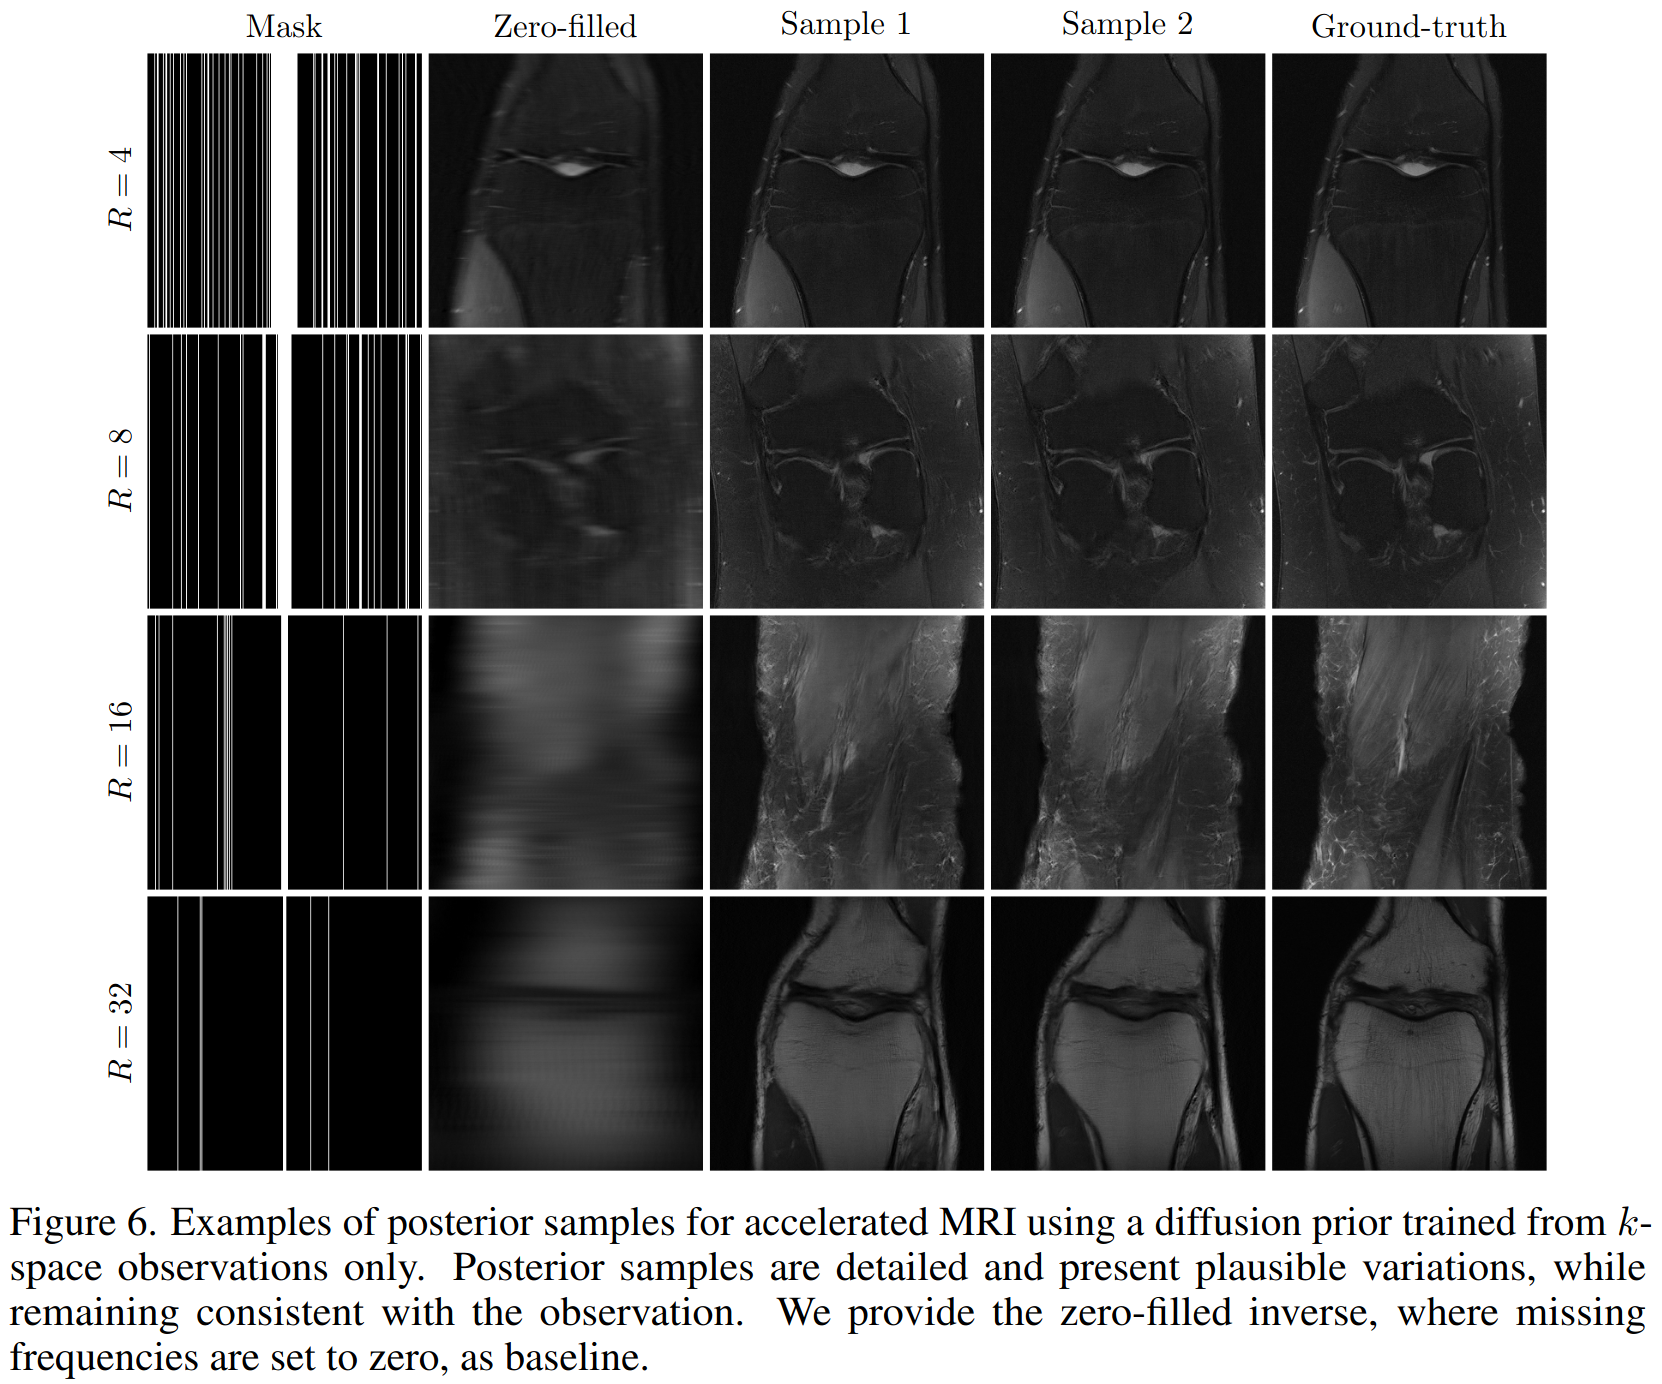 Mask Zero-filled Sample 1 Sample 2 Ground-truth
R = 4
R = 8
R = 16
R = 32
Figure 6. Examples of posterior samples for accelerated MRI using a diffusion prior trained from k-
space observations only. Posterior samples are detailed and present plausible variations, while
remaining consistent with the observation. We provide the zero-filled inverse, where missing
frequencies are set to zero, as baseline.